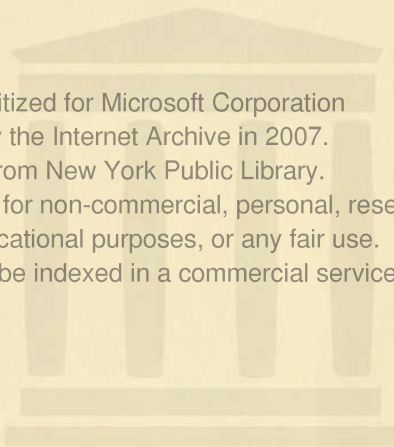 itized for Microsoft Corporation
the Internet Archive in 2007.
rom New York Public Library.
for non-commercial, personal, rese
cational purposes, or any fair use.
be indexed in a commercial service